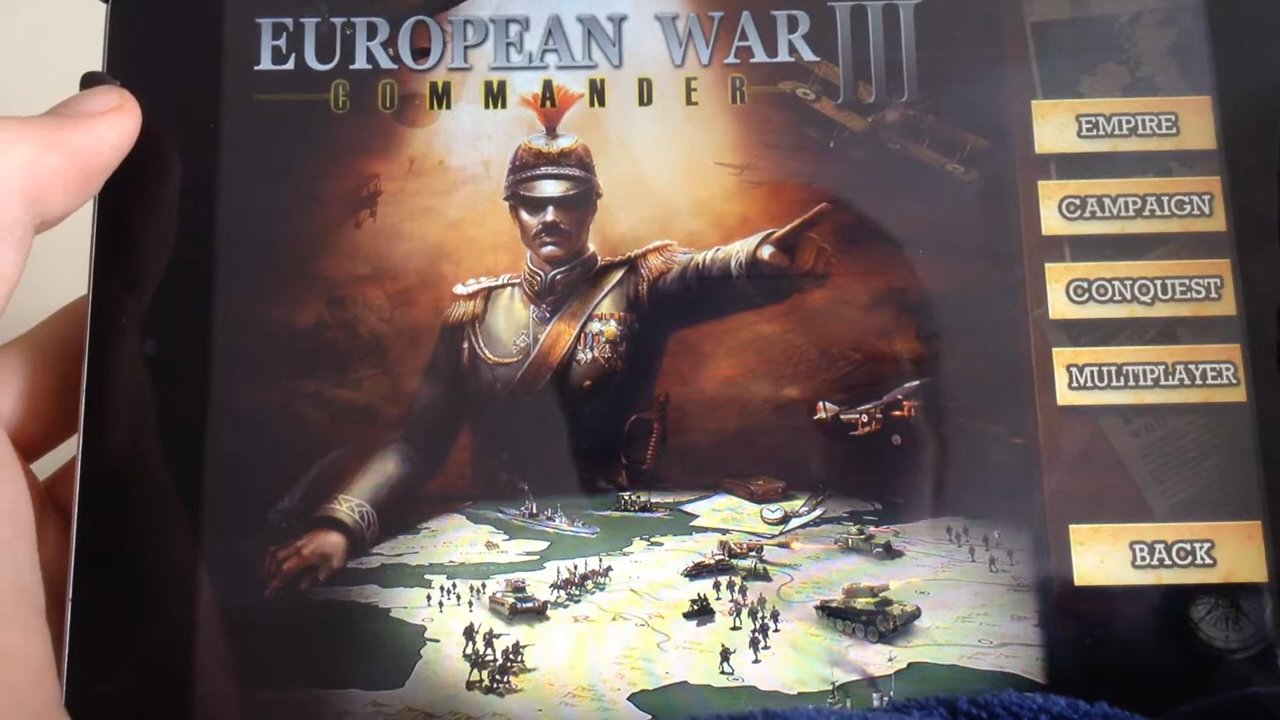 EUROPEAN WAR III
COMMANDER
EMPIRE
CAMPAIGN
CONQUEST
MULTIPLAYER
BACK